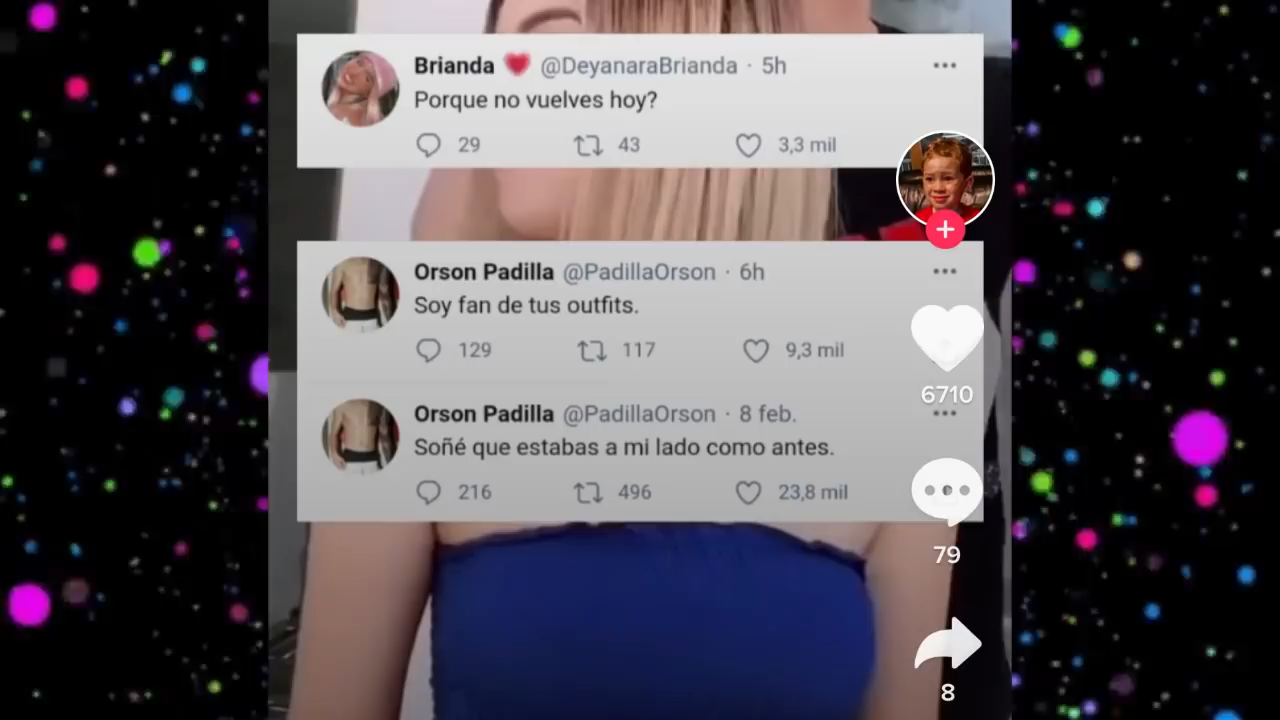 Brianda @DeyanaraBrianda · 5h
Porque no vuelves hoy?
29 43 3,3 mil
Orson Padilla @PadillaOrson · 6h
Soy fan de tus outfits.
129 117 9,3 mil
6710
Orson Padilla @PadillaOrson · 8 feb.
Soñé que estabas a mi lado como antes.
216 496 23,8 mil
79
8